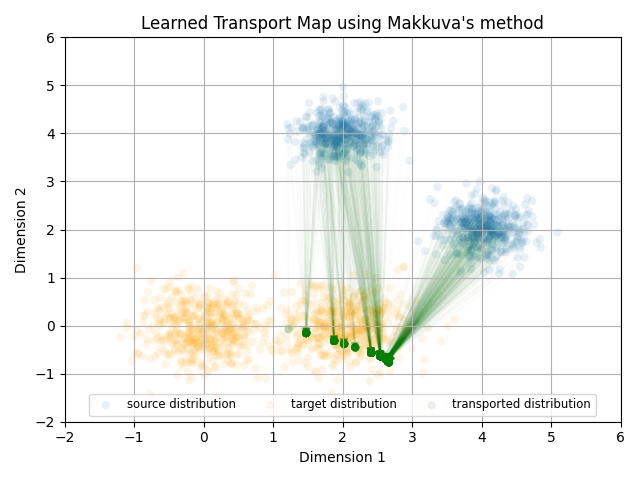 Learned Transport Map using Makkuva's method
6
5
4
3
2
1
0
−1
−2
Dimension 2
source distribution target distribution transported distribution
−2 −1 0 1 2 3 4 5 6
Dimension 1